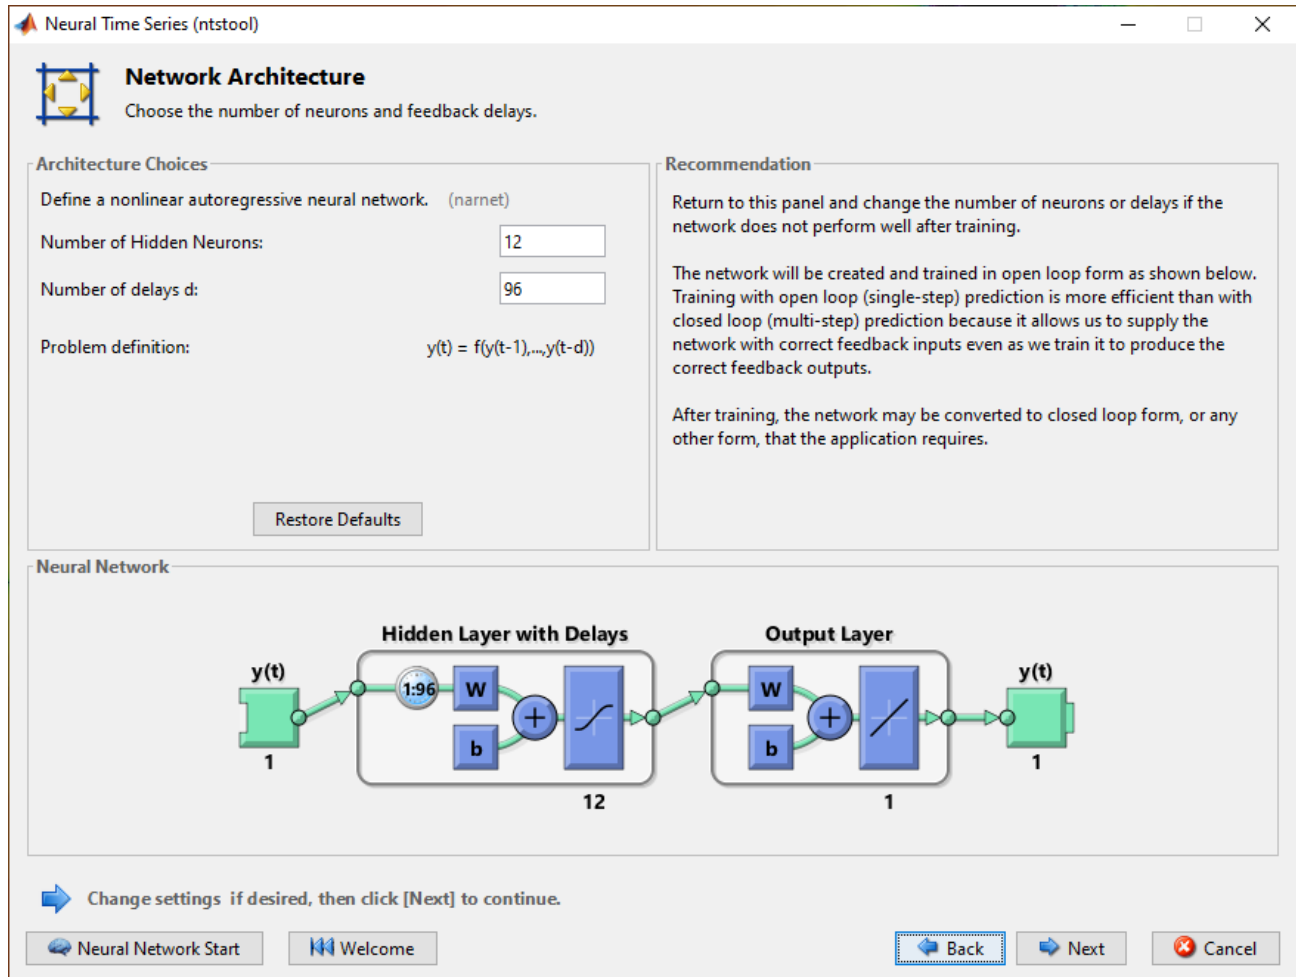 Neural Time Series (ntstool)
Network Architecture
Choose the number of neurons and feedback delays.
Architecture Choices
Define a nonlinear autoregressive neural network. (narnet)
Number of Hidden Neurons: 12
Number of delays d: 96
Problem definition: y(t) = f(y(t-1),...,y(t-d))
Restore Defaults
Recommendation
Return to this panel and change the number of neurons or delays if the
network does not perform well after training.
The network will be created and trained in open loop form as shown below.
Training with open loop (single-step) prediction is more efficient than with
closed loop (multi-step) prediction because it allows us to supply the
network with correct feedback inputs even as we train it to produce the
correct feedback outputs.
After training, the network may be converted to closed loop form, or any
other form, that the application requires.
Neural Network
Hidden Layer with Delays
Output Layer
y(t)
1:96
W
b
+
W
b
+
y(t)
1
12
1
1
Change settings if desired, then click [Next] to continue.
Neural Network Start
Welcome
Back
Next
Cancel